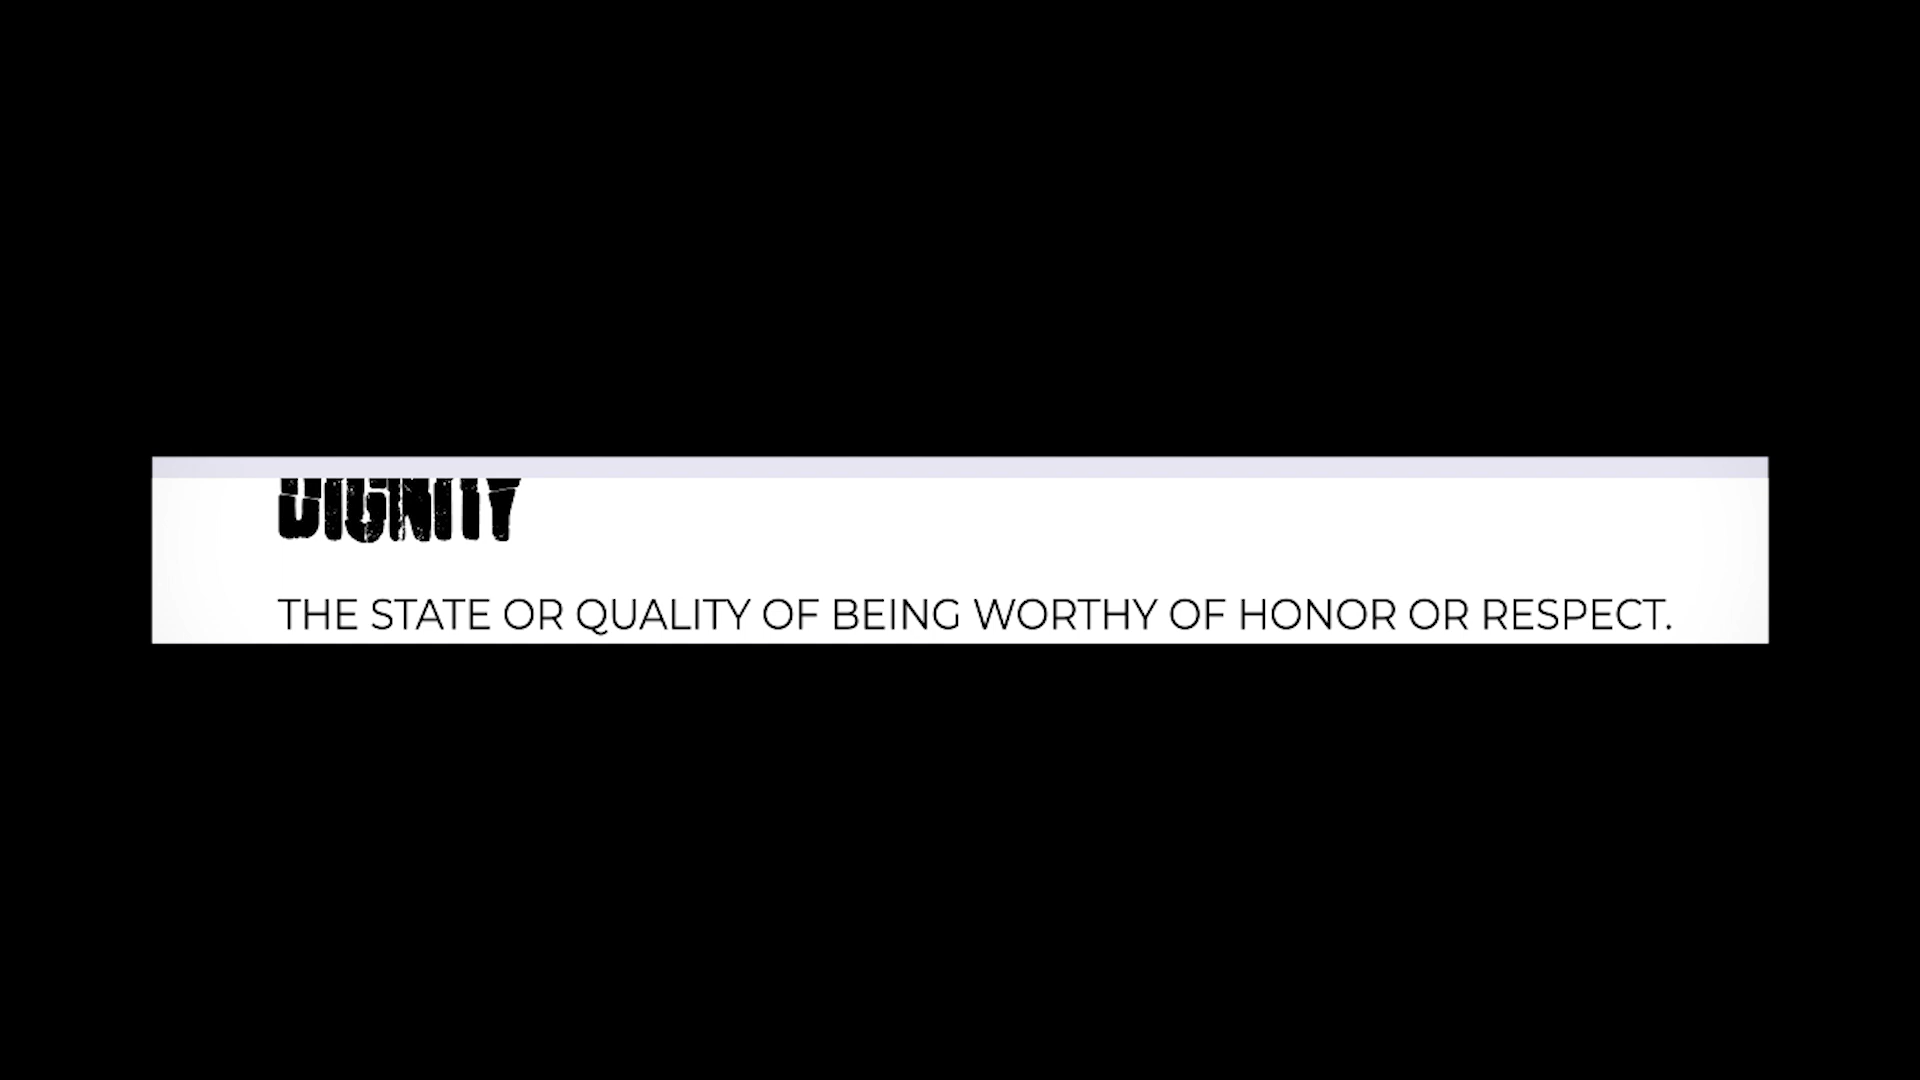 DIGNITY
THE STATE OR QUALITY OF BEING WORTHY OF HONOR OR RESPECT.